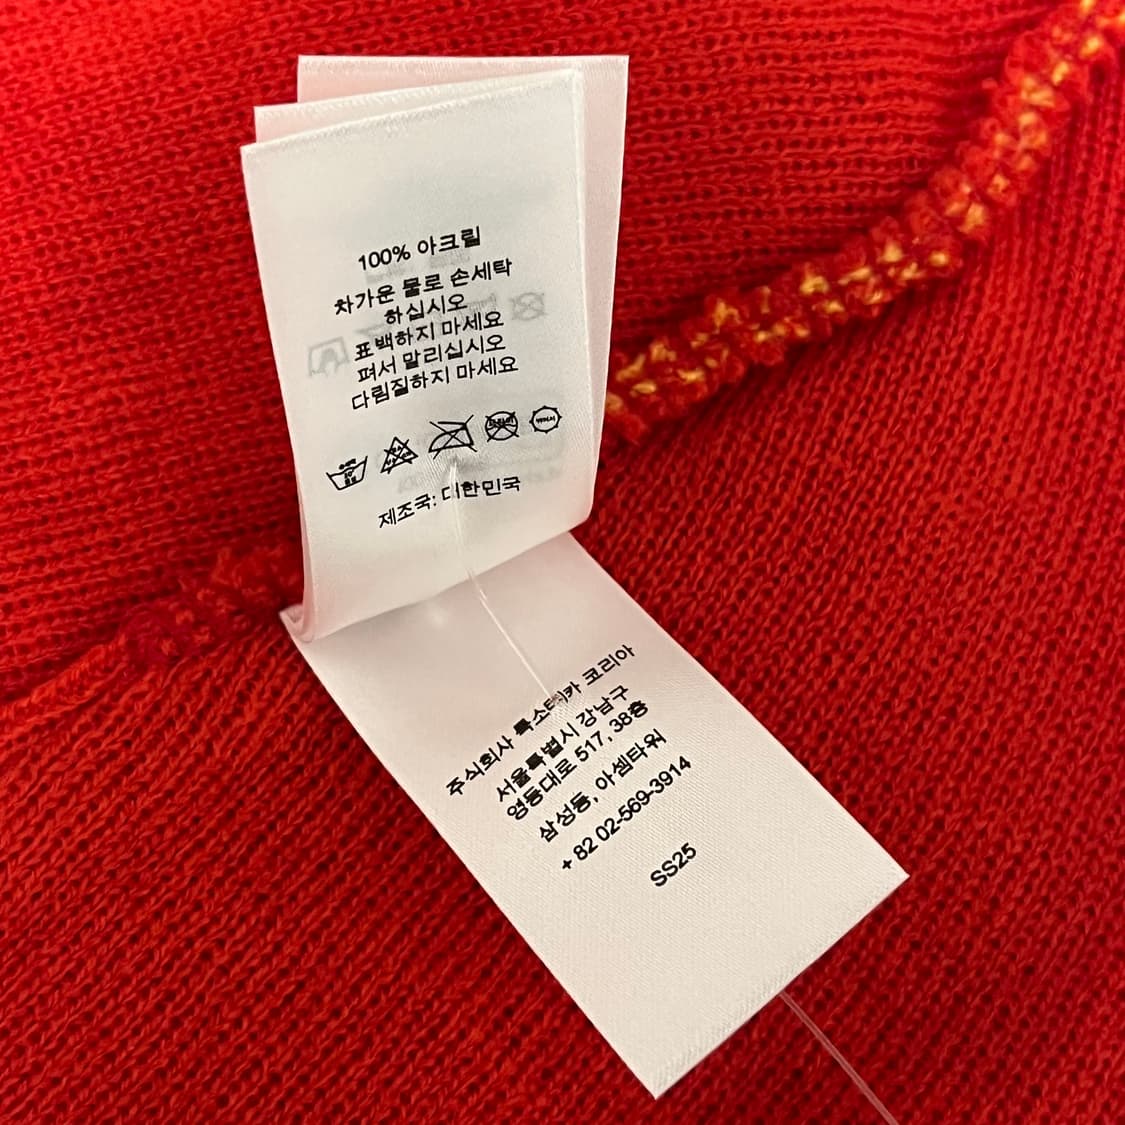 100% 아크릴
차가운 물로 손세탁
하십시오
표백하지 마세요
펴서 말리십시오
다림질하지 마세요
제조국: 대한민국
주식회사 룩소티카 코리아
서울특별시 강남구
영동대로 517, 38층
삼성동, 아셈타워
+ 82 02-569-3914
SS25